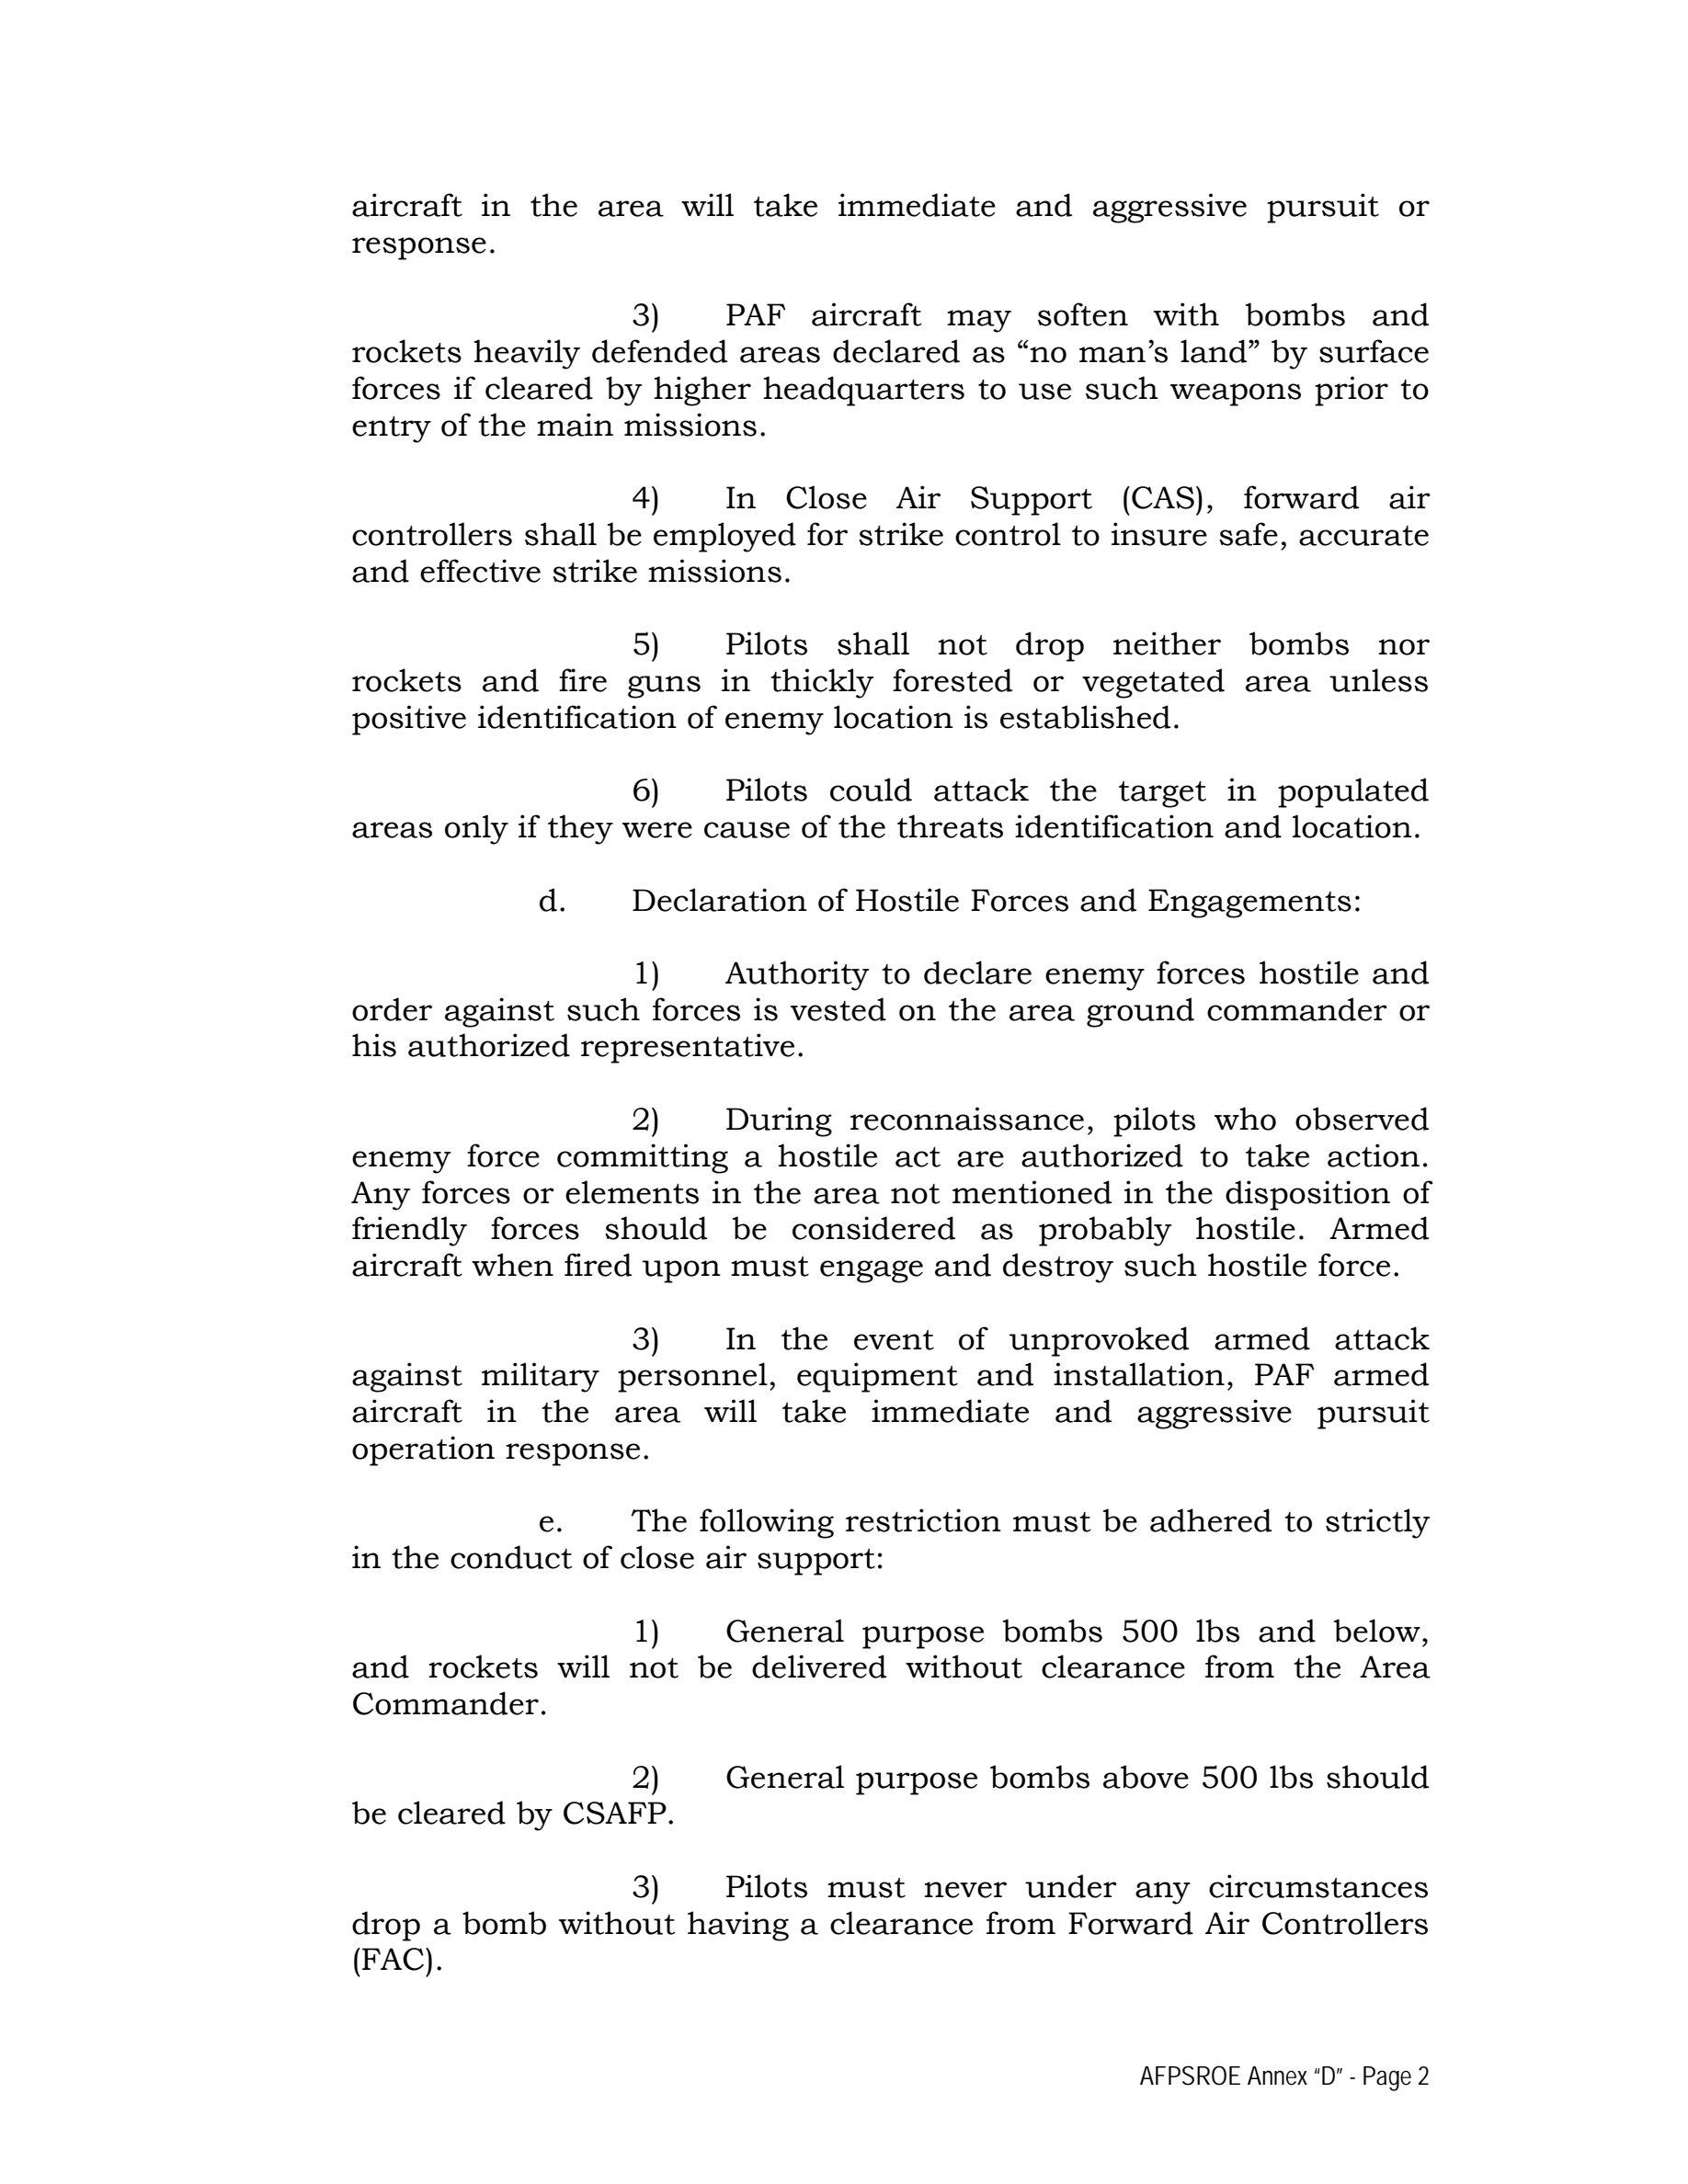 aircraft in the area will take immediate and aggressive pursuit or
response.
3) PAF aircraft may soften with bombs and
rockets heavily defended areas declared as “no man’s land” by surface
forces if cleared by higher headquarters to use such weapons prior to
entry of the main missions.
4) In Close Air Support (CAS), forward air
controllers shall be employed for strike control to insure safe, accurate
and effective strike missions.
5) Pilots shall not drop neither bombs nor
rockets and fire guns in thickly forested or vegetated area unless
positive identification of enemy location is established.
6) Pilots could attack the target in populated
areas only if they were cause of the threats identification and location.
d. Declaration of Hostile Forces and Engagements:
1) Authority to declare enemy forces hostile and
order against such forces is vested on the area ground commander or
his authorized representative.
2) During reconnaissance, pilots who observed
enemy force committing a hostile act are authorized to take action.
Any forces or elements in the area not mentioned in the disposition of
friendly forces should be considered as probably hostile. Armed
aircraft when fired upon must engage and destroy such hostile force.
3) In the event of unprovoked armed attack
against military personnel, equipment and installation, PAF armed
aircraft in the area will take immediate and aggressive pursuit
operation response.
e. The following restriction must be adhered to strictly
in the conduct of close air support:
1) General purpose bombs 500 lbs and below,
and rockets will not be delivered without clearance from the Area
Commander.
2) General purpose bombs above 500 lbs should
be cleared by CSAFP.
3) Pilots must never under any circumstances
drop a bomb without having a clearance from Forward Air Controllers
(FAC).
AFPSROE Annex “D” - Page 2